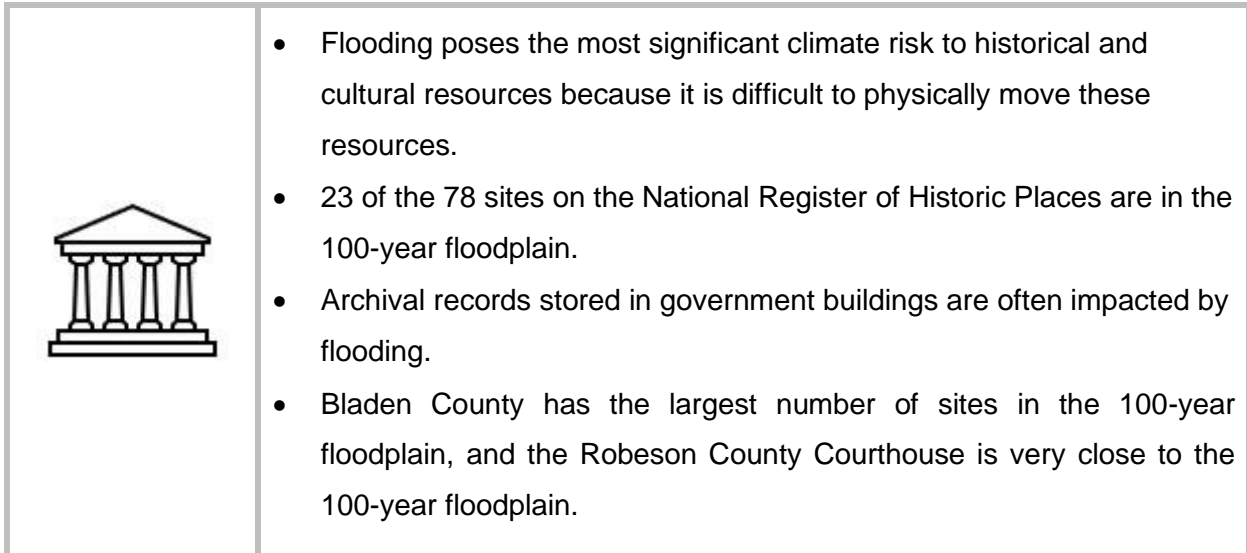 • Flooding poses the most significant climate risk to historical and
cultural resources because it is difficult to physically move these
resources.
• 23 of the 78 sites on the National Register of Historic Places are in the
100-year floodplain.
• Archival records stored in government buildings are often impacted by
flooding.
• Bladen County has the largest number of sites in the 100-year
floodplain, and the Robeson County Courthouse is very close to the
100-year floodplain.